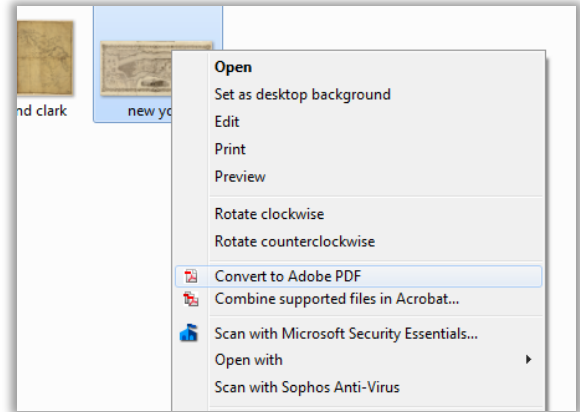 nd clark
new yo
Open
Set as desktop background
Edit
Print
Preview
Rotate clockwise
Rotate counterclockwise
Convert to Adobe PDF
Combine supported files in Acrobat...
Scan with Microsoft Security Essentials...
Open with
Scan with Sophos Anti-Virus